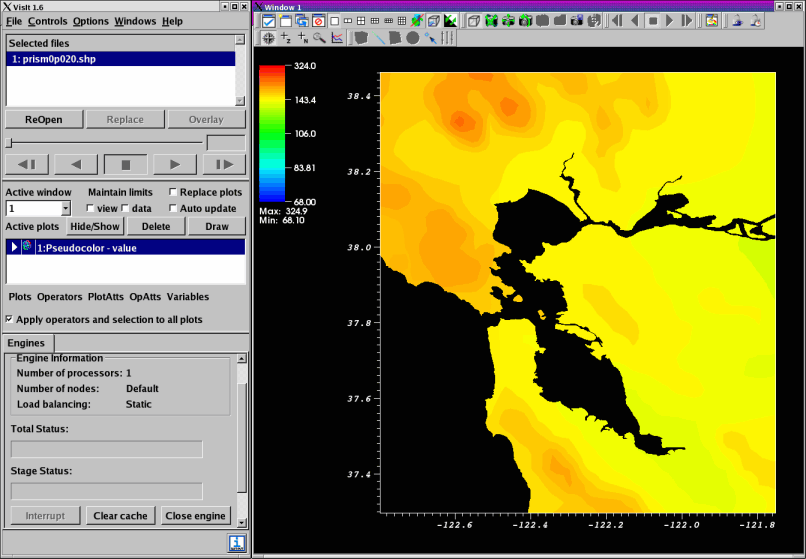 VisIt 1.6
File Controls Options Windows Help
Selected files
1: prism0p020.shp
ReOpen Replace Overlay
Active window Maintain limits Replace plots
1 view data Auto update
Active plots Hide/Show Delete Draw
1:Pseudocolor - value
Plots Operators PlotAtts OpAtts Variables
Apply operators and selection to all plots
Engines
Engine Information
Number of processors: 1
Number of nodes: Default
Load balancing: Static
Total Status:
Stage Status:
Interrupt Clear cache Close engine
Window 1
324.0
143.4
106.0
83.81
68.00
Max: 324.9
Min: 68.10
38.4
38.2
38.0
37.8
37.6
37.4
-122.6 -122.4 -122.2 -122.0 -121.8